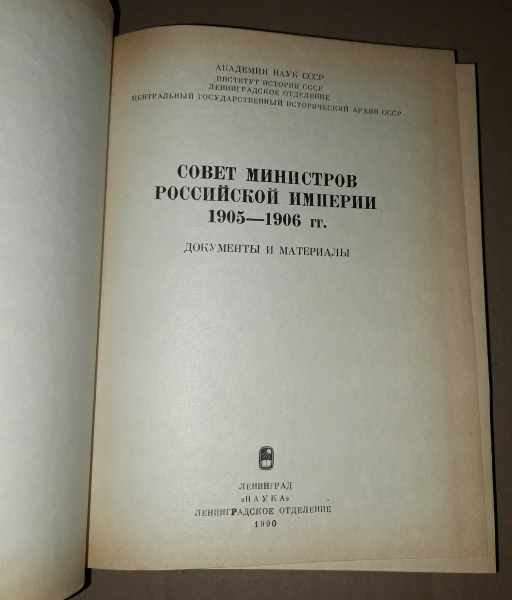 АКАДЕМИЯ НАУК СССР
ИНСТИТУТ ИСТОРИИ СССР
ЛЕНИНГРАДСКОЕ ОТДЕЛЕНИЕ
ЦЕНТРАЛЬНЫЙ ГОСУДАРСТВЕННЫЙ ИСТОРИЧЕСКИЙ АРХИВ СССР
СОВЕТ МИНИСТРОВ
РОССИЙСКОЙ ИМПЕРИИ
1905—1906 гг.
ДОКУМЕНТЫ И МАТЕРИАЛЫ
ЛЕНИНГРАД
«НАУКА»
ЛЕНИНГРАДСКОЕ ОТДЕЛЕНИЕ
1990